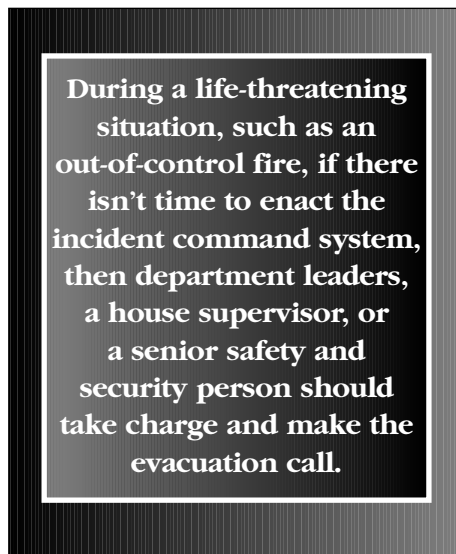 During a life-threatening
situation, such as an
out-of-control fire, if there
isn’t time to enact the
incident command system,
then department leaders,
a house supervisor, or
a senior safety and
security person should
take charge and make the
evacuation call.